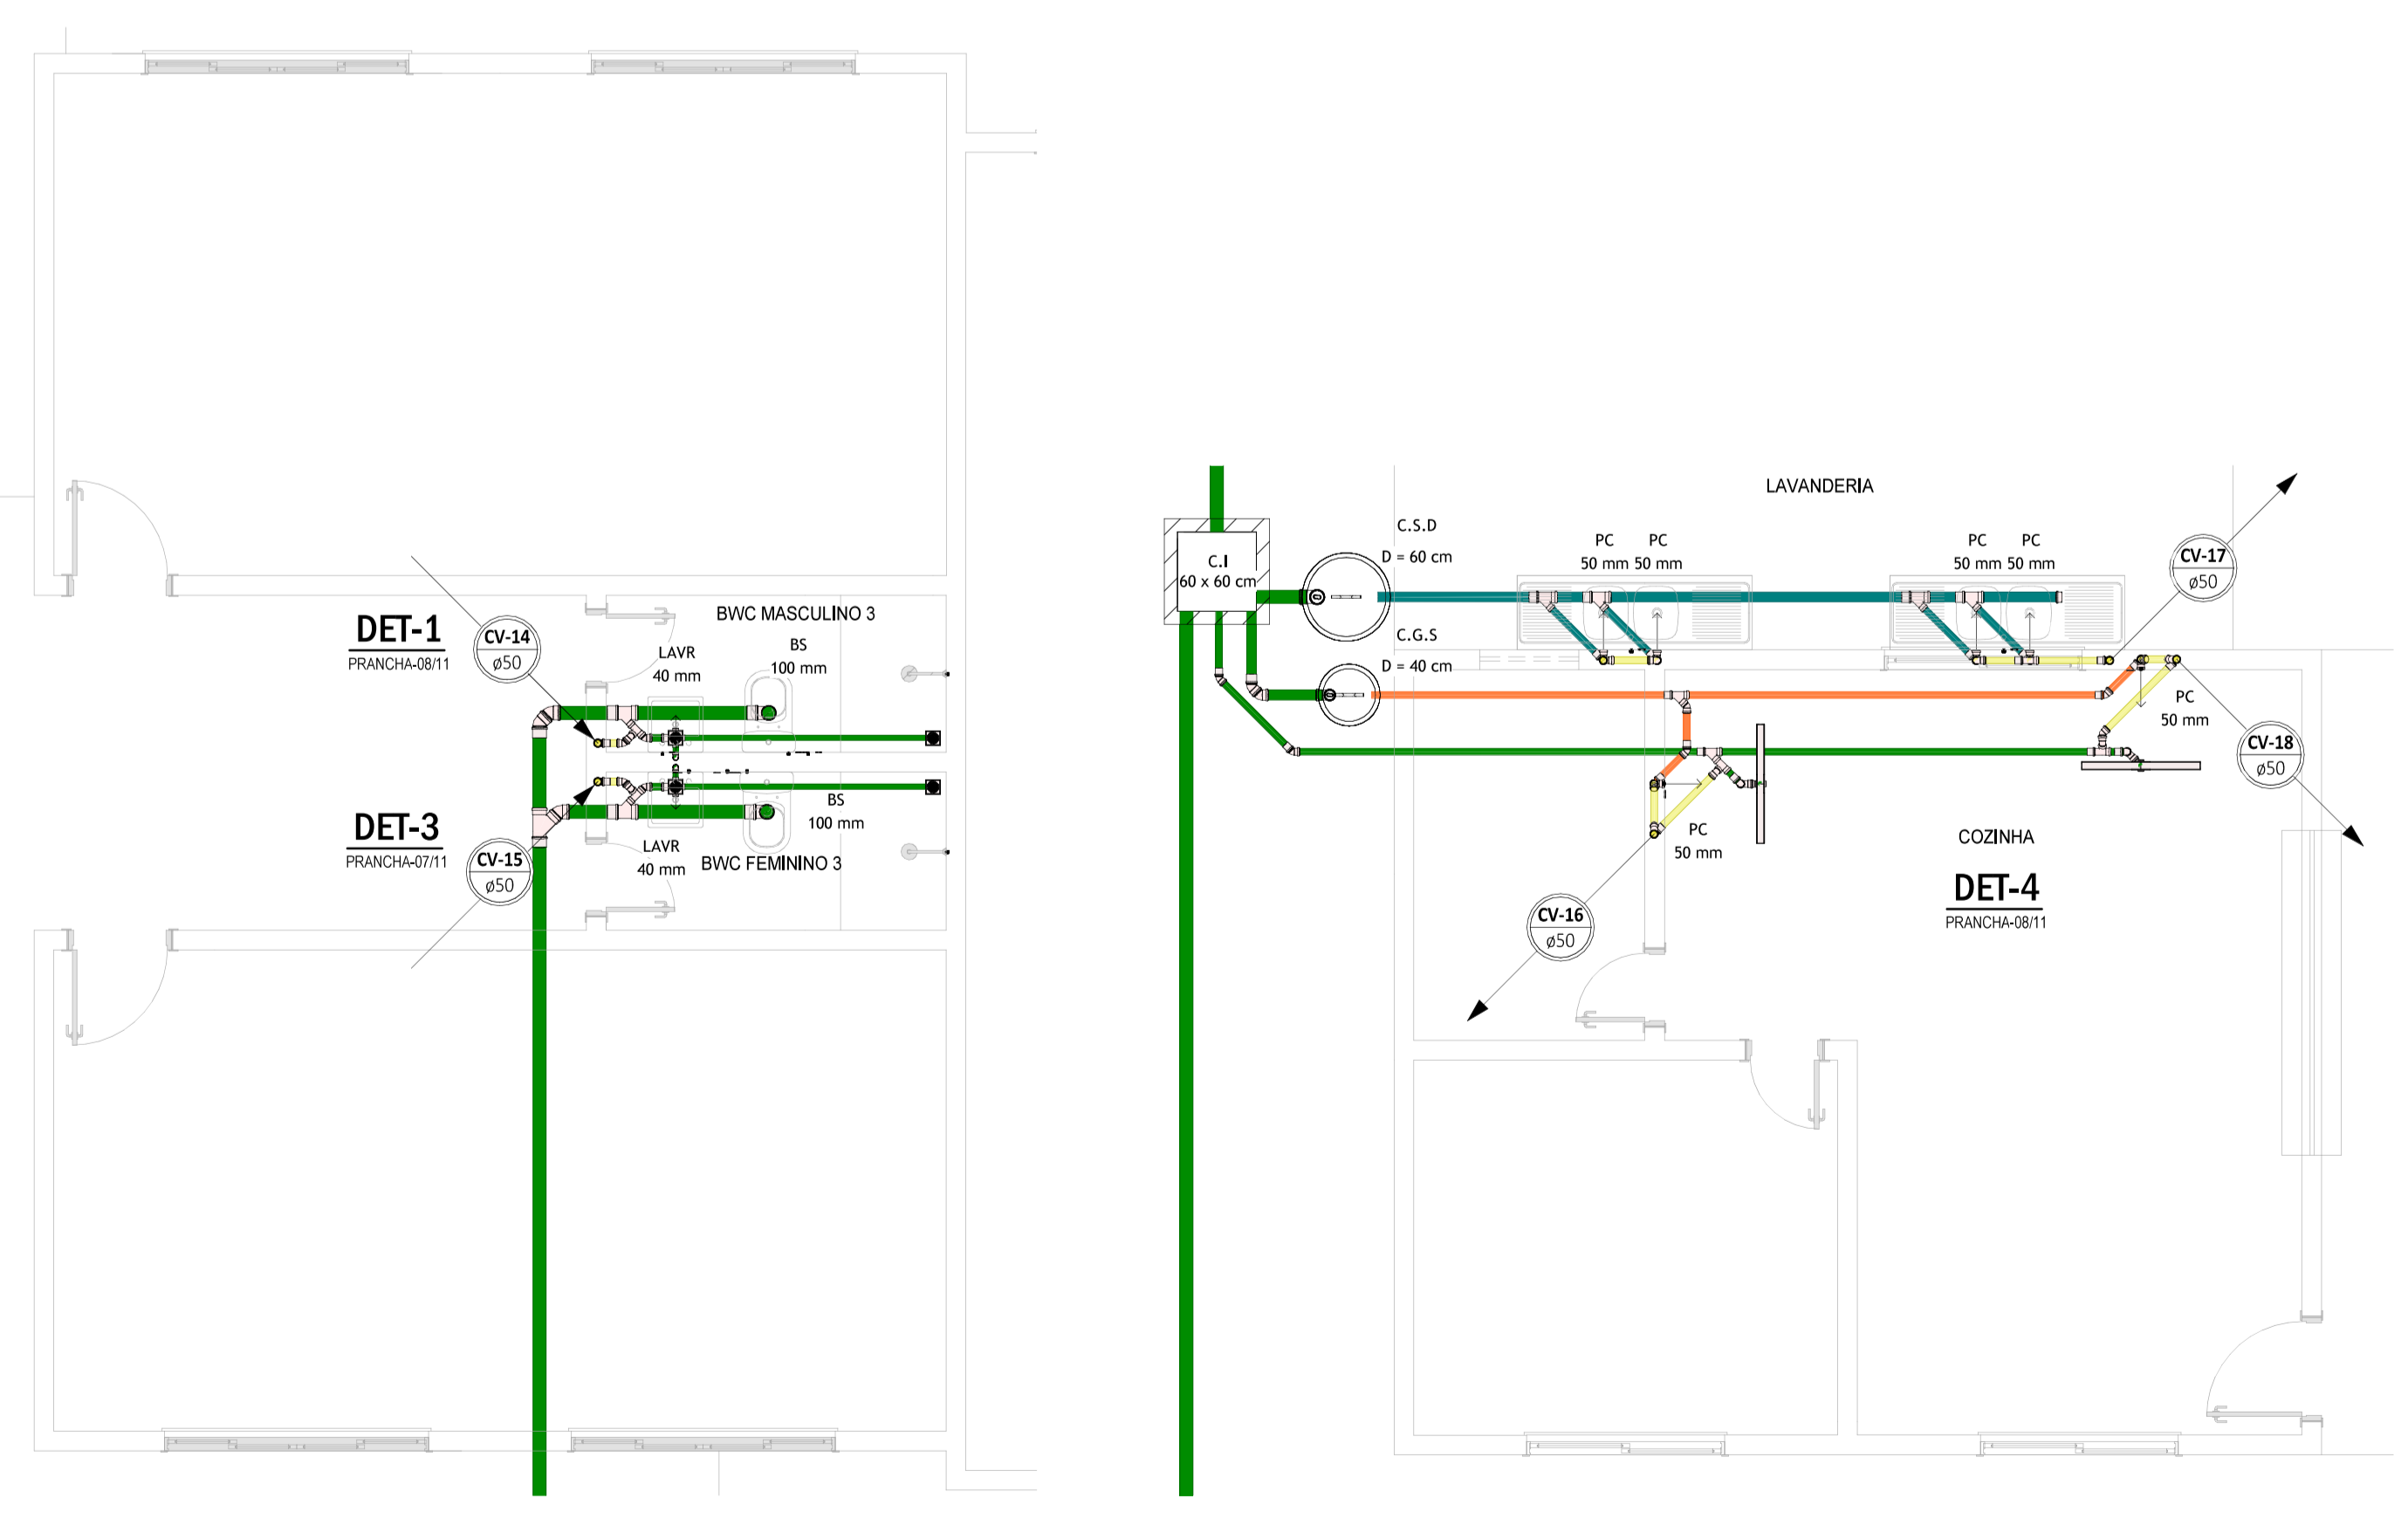 BWC MASCULINO 3
DET-1
PRANCHA-08/11
CV-14
ø50
LAVR
40 mm
BS
100 mm
DET-3
PRANCHA-07/11
CV-15
ø50
LAVR
40 mm
BS
100 mm
BWC FEMININO 3
LAVANDERIA
C.I
60 x 60 cm
C.S.D
D = 60 cm
C.G.S
D = 40 cm
PC PC
50 mm 50 mm
PC PC
50 mm 50 mm
CV-17
ø50
PC
50 mm
CV-18
ø50
PC
50 mm
COZINHA
DET-4
PRANCHA-08/11
CV-16
ø50